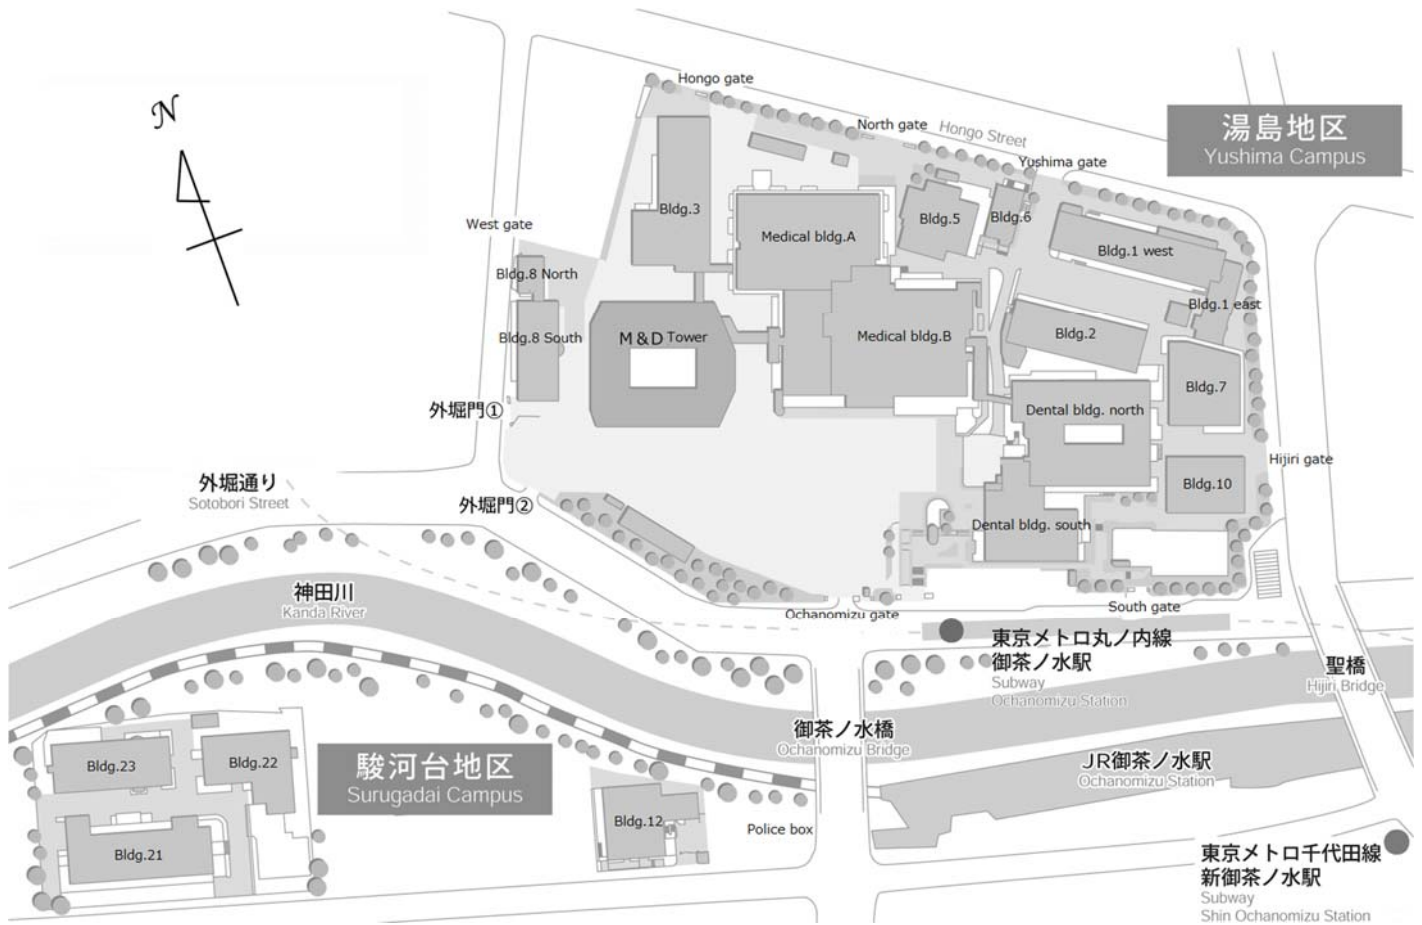 N
Hongo gate
North gate
Hongo Street
Yushima gate
湯島地区
Yushima Campus
West gate
Bldg.3
Medical bldg.A
Bldg.5
Bldg.6
Bldg.1 west
Bldg.8 North
Bldg.1 east
Bldg.8 South
M&D Tower
Medical bldg.B
Bldg.2
Bldg.7
外堀門①
Dental bldg. north
Hijiri gate
外堀通り
Sotobori Street
外堀門②
Bldg.10
Dental bldg. south
神田川
Kanda River
Ochanomizu gate
South gate
東京メトロ丸ノ内線
御茶ノ水駅
Subway
Ochanomizu Station
聖橋
Hijiri Bridge
御茶ノ水橋
Ochanomizu Bridge
JR御茶ノ水駅
Ochanomizu Station
Bldg.23
Bldg.22
駿河台地区
Surugadai Campus
Bldg.12
Police box
Bldg.21
東京メトロ千代田線
新御茶ノ水駅
Subway
Shin Ochanomizu Station